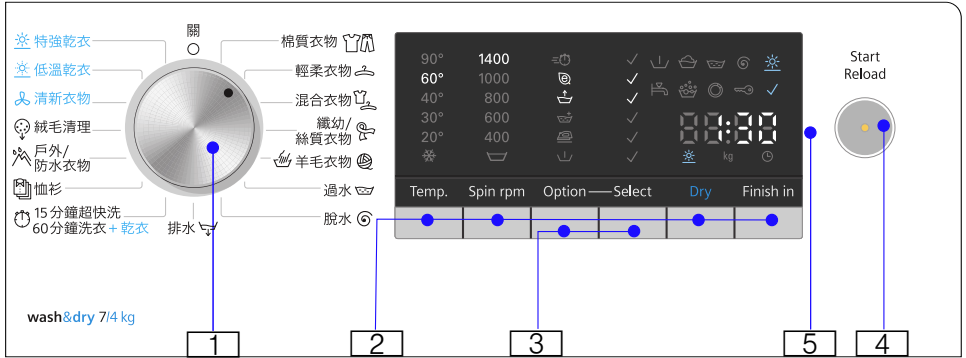 關
特強乾衣
低溫乾衣
清新衣物
絨毛清理
戶外/
防水衣物
恤衫
15分鐘超快洗
60分鐘洗衣+乾衣
排水
棉質衣物
輕柔衣物
混合衣物
纖幼/
絲質衣物
羊毛衣物
過水
脫水
wash&dry 7/4 kg
90° 1400
60° 1000
40° 800
30° 600
20° 400
1:30
kg
Temp. Spin rpm Option — Select Dry Finish in
Start
Reload
1 2 3 5 4